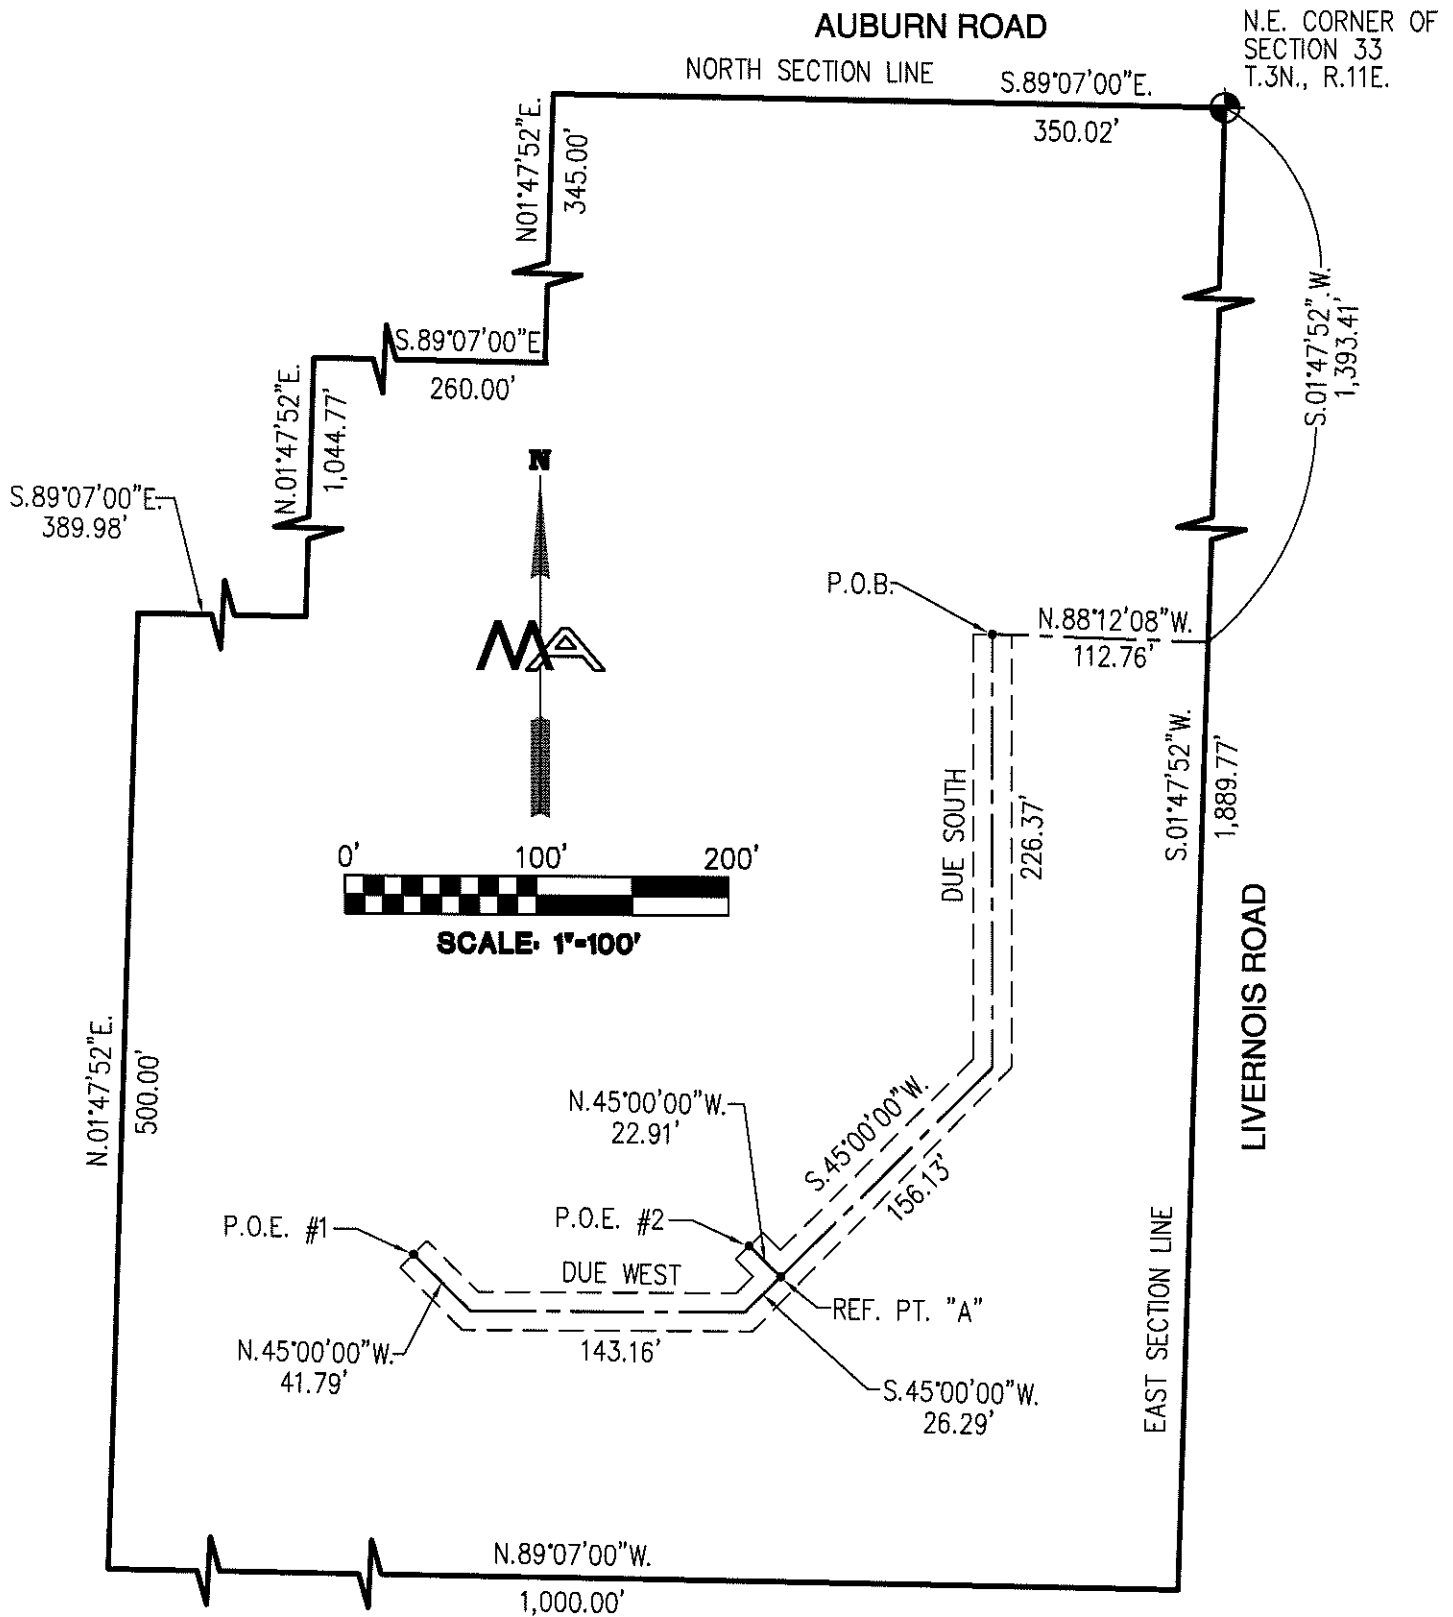 AUBURN ROAD
N.E. CORNER OF
SECTION 33
T.3N., R.11E.
NORTH SECTION LINE
S.89°07'00"E.
350.02'
N01°47'52"E.
345.00'
S.01°47'52".W.
1,393.41'
S.89°07'00"E
260.00'
N.01°47'52"E.
1,044.77'
S.89°07'00"E.
389.98'
N
MA
P.O.B.
N.88°12'08"W.
112.76'
S.01°47'52"W.
1,889.77'
DUE SOUTH
226.37'
0' 100' 200'
SCALE: 1"=100'
LIVERNOIS ROAD
N.01°47'52"E.
500.00'
N.45°00'00"W.
22.91'
S.45°00'00"W.
156.13'
P.O.E. #1
P.O.E. #2
DUE WEST
143.16'
REF. PT. "A"
N.45°00'00"W.
41.79'
S.45°00'00"W.
26.29'
EAST SECTION LINE
N.89°07'00"W.
1,000.00'